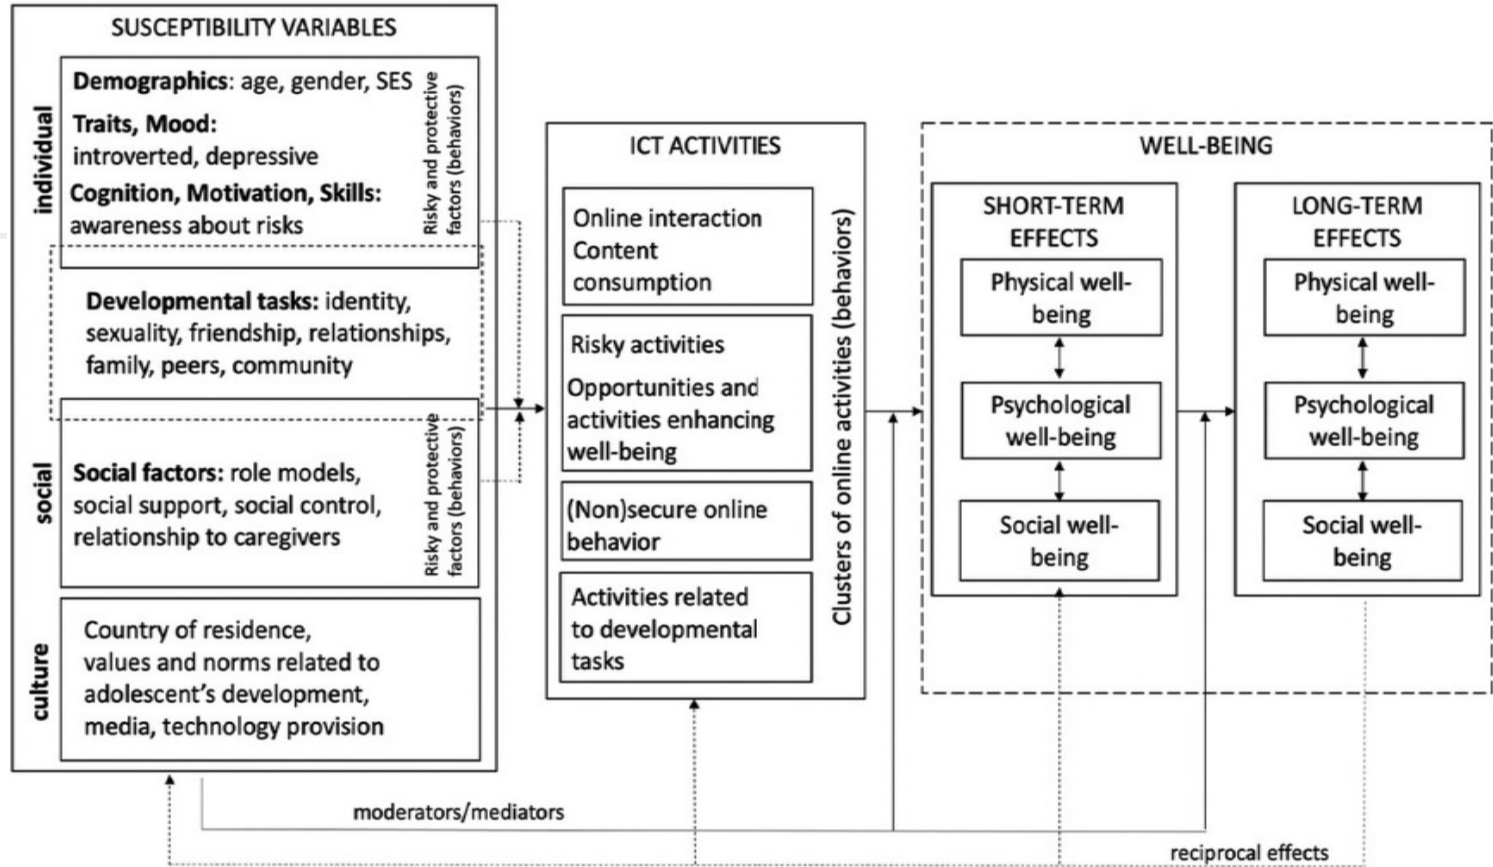 SUSCEPTIBILITY VARIABLES
individual
Demographics: age, gender, SES
Traits, Mood:
introverted, depressive
Cognition, Motivation, Skills:
awareness about risks
Risky and protective
factors (behaviors)
Developmental tasks: identity,
sexuality, friendship, relationships,
family, peers, community
social
Social factors: role models,
social support, social control,
relationship to caregivers
Risky and protective
factors (behaviors)
culture
Country of residence,
values and norms related to
adolescent's development,
media, technology provision
ICT ACTIVITIES
Online interaction
Content
consumption
Risky activities
Opportunities and
activities enhancing
well-being
(Non)secure online
behavior
Activities related
to developmental
tasks
Clusters of online activities (behaviors)
WELL-BEING
SHORT-TERM
EFFECTS
Physical well-
being
Psychological
well-being
Social well-
being
LONG-TERM
EFFECTS
Physical well-
being
Psychological
well-being
Social well-
being
moderators/mediators
reciprocal effects